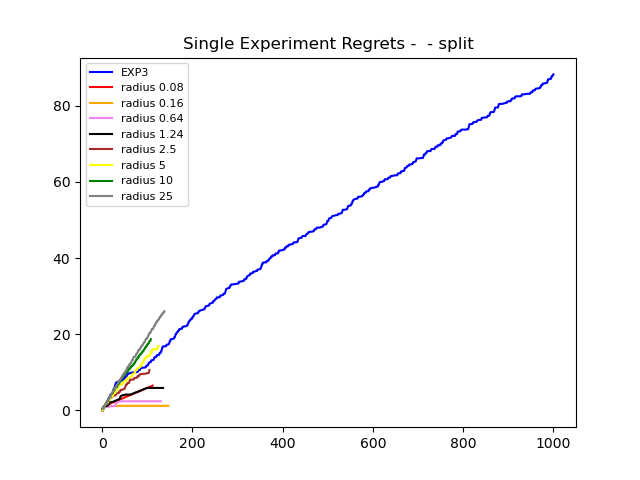 Single Experiment Regrets -  - split
EXP3
radius 0.08
radius 0.16
radius 0.64
radius 1.24
radius 2.5
radius 5
radius 10
radius 25
80
60
40
20
0
0 200 400 600 800 1000